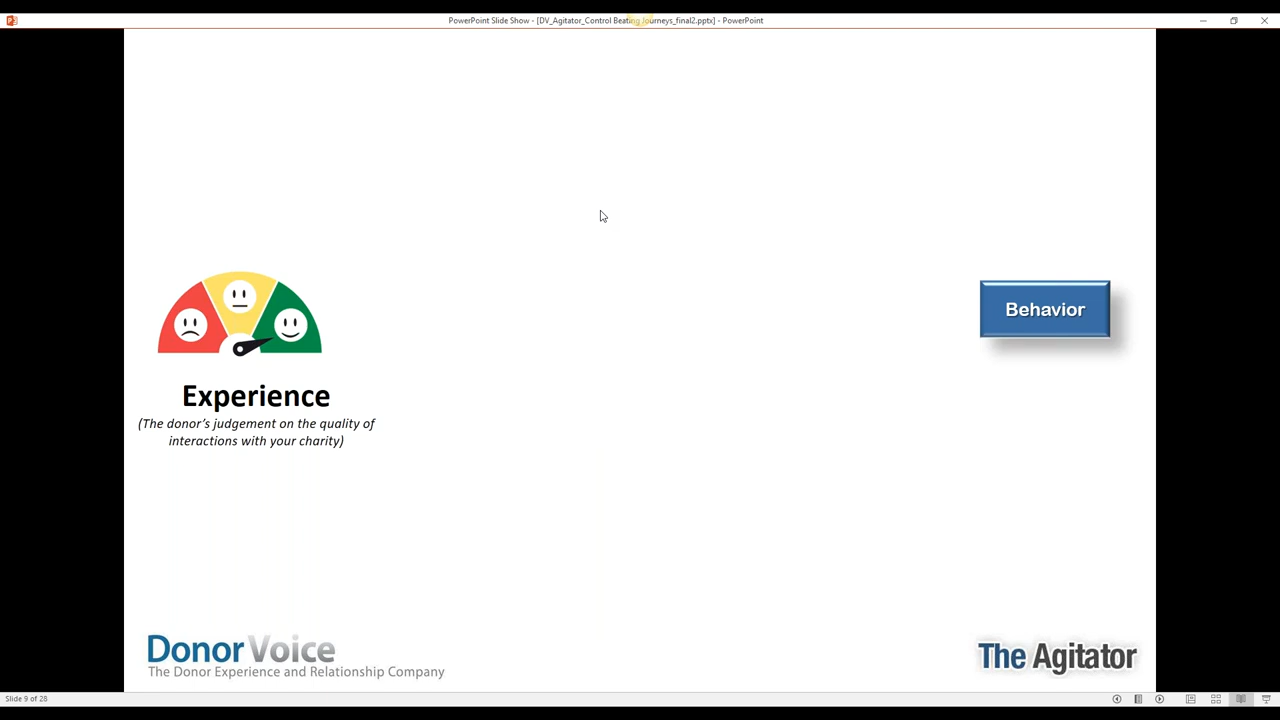 PowerPoint Slide Show - [DV_Agitator_Control Beating Journeys_final2.pptx] - PowerPoint
Behavior
Experience
(The donor's judgement on the quality of
interactions with your charity)
DonorVoice
The Donor Experience and Relationship Company
The Agitator
Slide 9 of 28